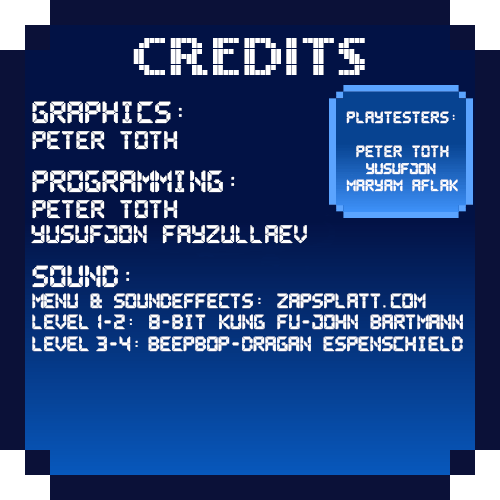 CREDITS
GRAPHICS:
PETER TOTH
PROGRAMMING:
PETER TOTH
YUSUFJON FAYZULLAEV
PLAYTESTERS:
PETER TOTH
YUSUFJON
MARYAM AFLAK
SOUND:
MENU & SOUNDEFFECTS: ZAPSPLATT.COM
LEVEL 1-2: 8-BIT KUNG FU-JOHN BARTMANN
LEVEL 3-4: BEEPBOP-DRAGAN ESPENSCHIELD